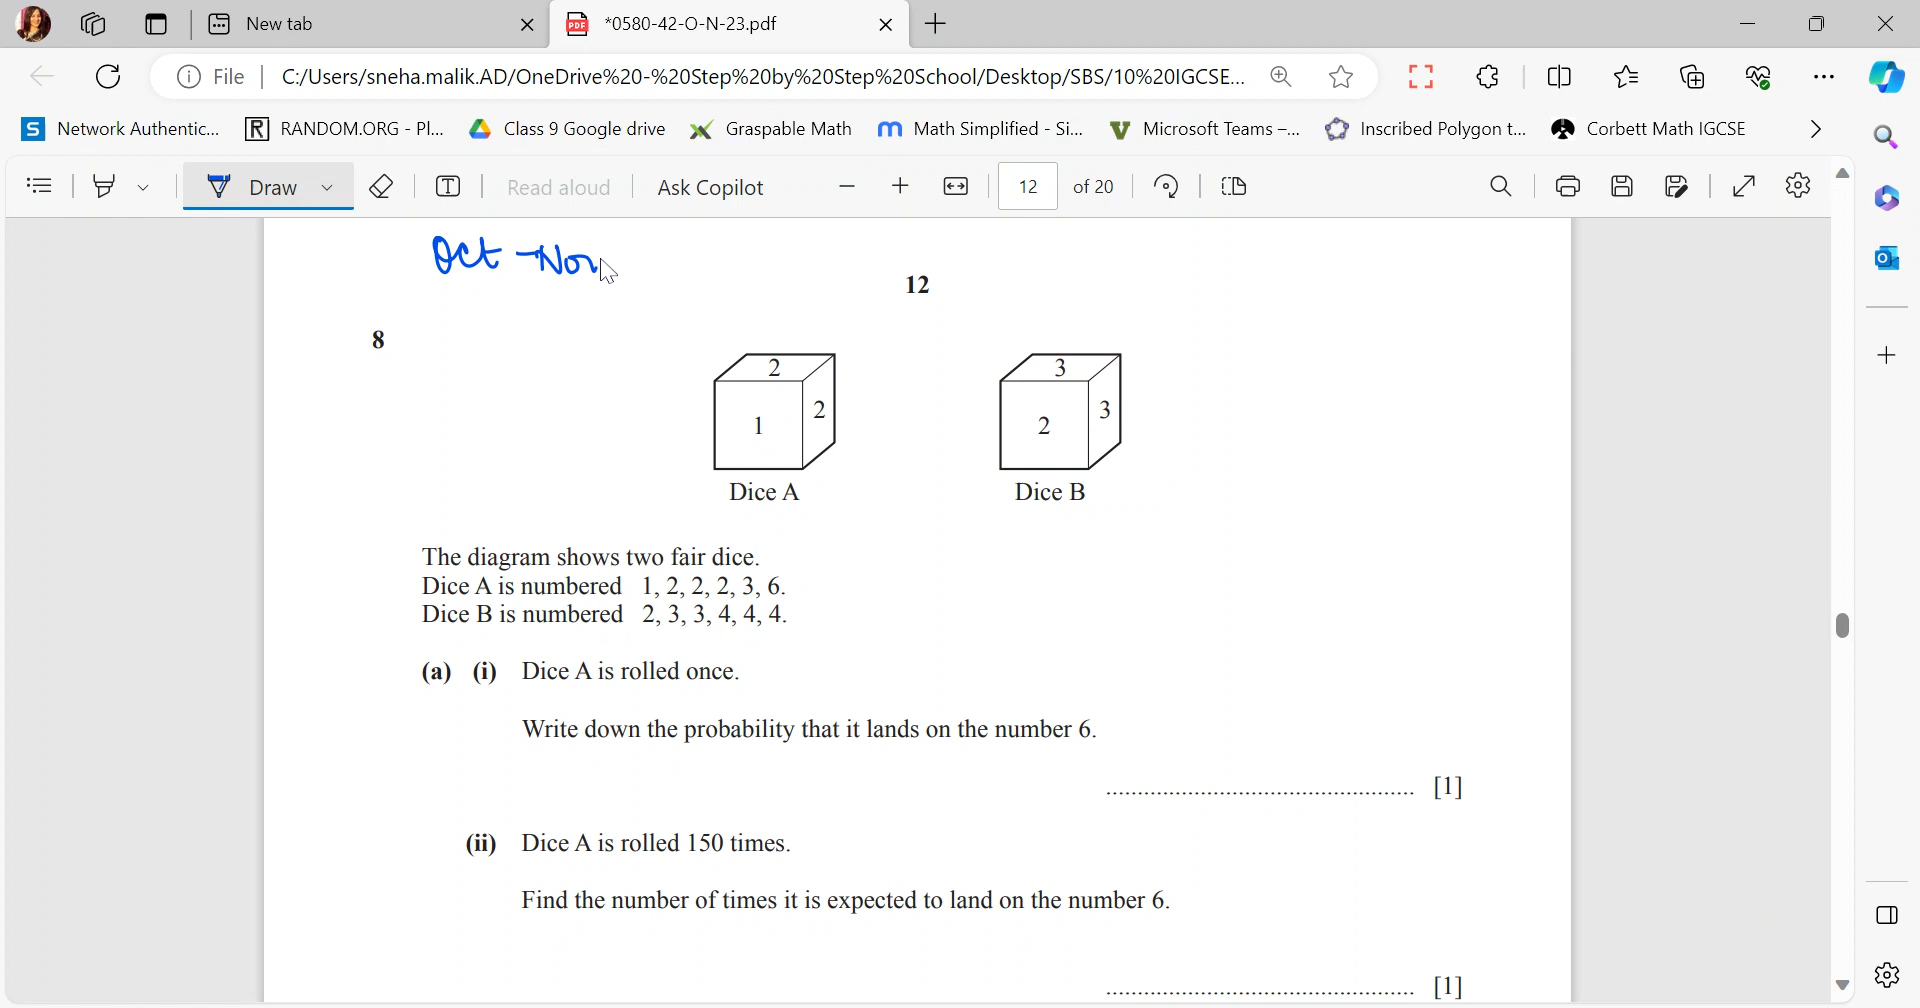 New tab
*0580-42-O-N-23.pdf
File
C:/Users/sneha.malik.AD/OneDrive%20-%20Step%20by%20Step%20School/Desktop/SBS/10%20IGCSE...
Network Authentic...
RANDOM.ORG - Pl...
Class 9 Google drive
Graspable Math
Math Simplified - Si...
Microsoft Teams –...
Inscribed Polygon t...
Corbett Math IGCSE
Draw
Read aloud
Ask Copilot
12 of 20
Oct - Nov
12
8
2
1
2
3
2
3
Dice A
Dice B
The diagram shows two fair dice.
Dice A is numbered 1, 2, 2, 2, 3, 6.
Dice B is numbered 2, 3, 3, 4, 4, 4.
(a) (i) Dice A is rolled once.
Write down the probability that it lands on the number 6.
................................................ [1]
(ii) Dice A is rolled 150 times.
Find the number of times it is expected to land on the number 6.
................................................ [1]